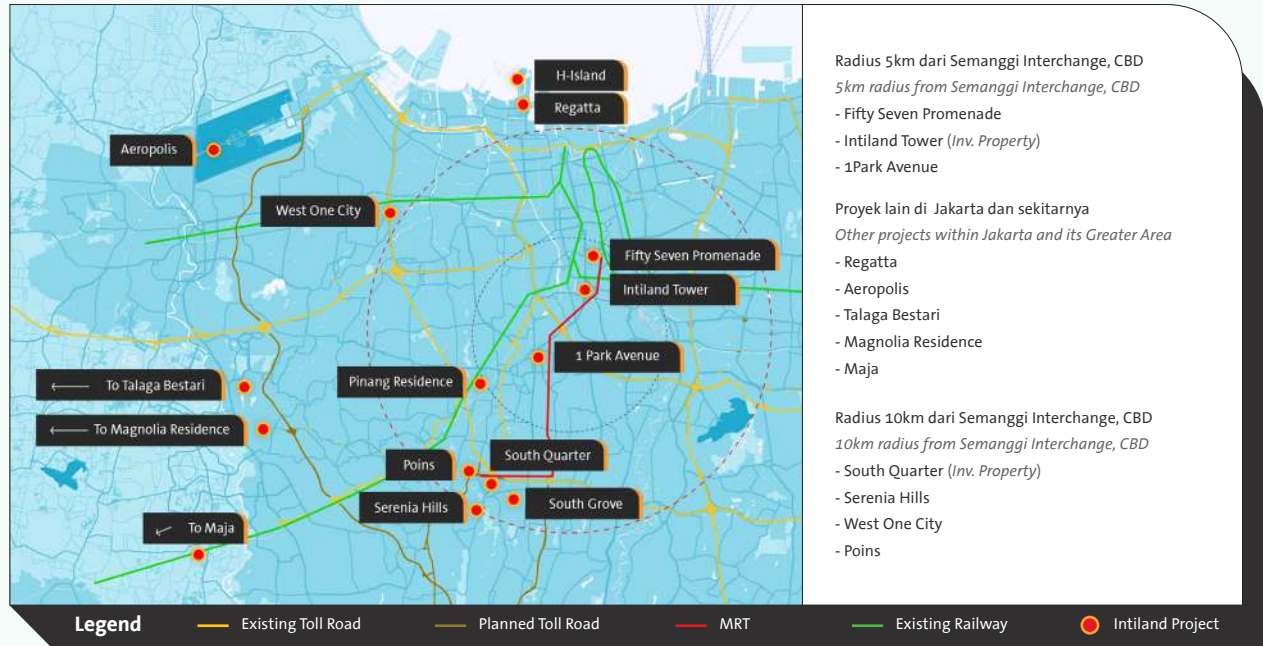 H-Island
Regatta
Aeropolis
West One City
Fifty Seven Promenade
Intiland Tower
1 Park Avenue
Pinang Residence
To Talaga Bestari
To Magnolia Residence
South Quarter
Poins
Serenia Hills
South Grove
To Maja
Radius 5km dari Semanggi Interchange, CBD
5km radius from Semanggi Interchange, CBD
- Fifty Seven Promenade
- Intiland Tower (Inv. Property)
- 1Park Avenue
Proyek lain di Jakarta dan sekitarnya
Other projects within Jakarta and its Greater Area
- Regatta
- Aeropolis
- Talaga Bestari
- Magnolia Residence
- Maja
Radius 10km dari Semanggi Interchange, CBD
10km radius from Semanggi Interchange, CBD
- South Quarter (Inv. Property)
- Serenia Hills
- West One City
- Poins
Legend
Existing Toll Road
Planned Toll Road
MRT
Existing Railway
Intiland Project